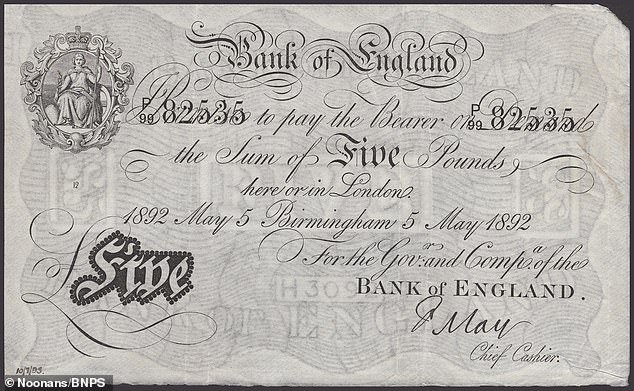 Bank of England
P/99 82535 to pay the Bearer on P/99 82535
the Sum of Five Pounds
here or in London.
12
1892 May 5 Birmingham 5 May 1892
For the Govr. and Compa. of the
£ Five
BANK OF ENGLAND.
F May
Chief Cashier.
© Noonans/BNPS